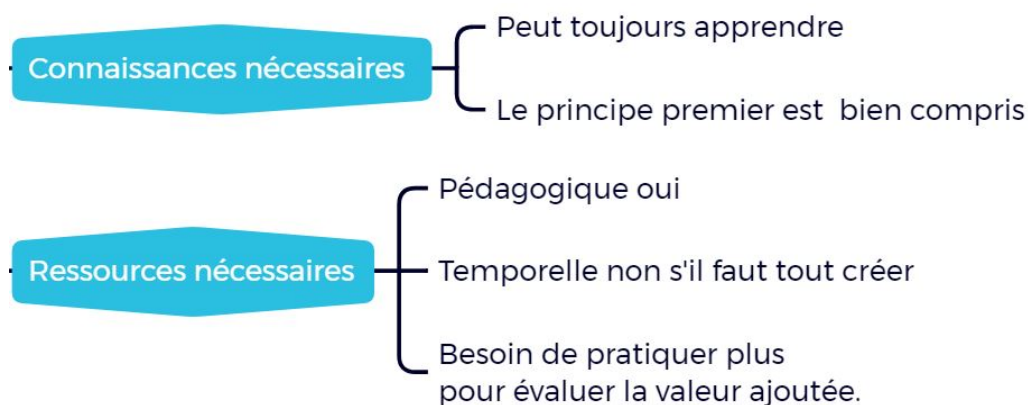 Connaissances nécessaires
Peut toujours apprendre
Le principe premier est bien compris
Ressources nécessaires
Pédagogique oui
Temporelle non s'il faut tout créer
Besoin de pratiquer plus
pour évaluer la valeur ajoutée.